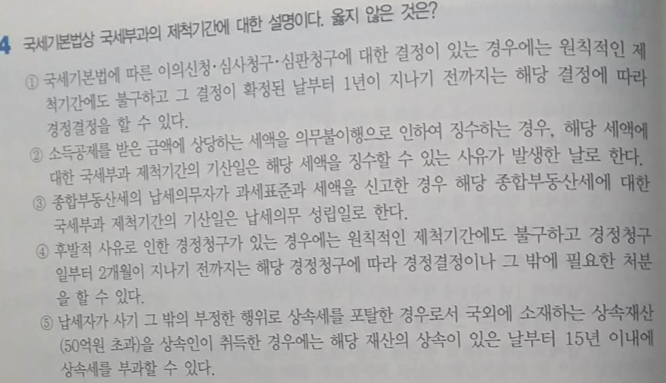 4 국세기본법상 국세부과의 제척기간에 대한 설명이다. 옳지 않은 것은?
① 국세기본법에 따른 이의신청·심사청구·심판청구에 대한 결정이 있는 경우에는 원칙적인 제
척기간에도 불구하고 그 결정이 확정된 날부터 1년이 지나기 전까지는 해당 결정에 따라
경정결정을 할 수 있다.
② 소득공제를 받은 금액에 상당하는 세액을 의무불이행으로 인하여 징수하는 경우, 해당 세액에
대한 국세부과 제척기간의 기산일은 해당 세액을 징수할 수 있는 사유가 발생한 날로 한다.
③ 종합부동산세의 납세의무자가 과세표준과 세액을 신고한 경우 해당 종합부동산세에 대한
국세부과 제척기간의 기산일은 납세의무 성립일로 한다.
④ 후발적 사유로 인한 경정청구가 있는 경우에는 원칙적인 제척기간에도 불구하고 경정청구
일부터 2개월이 지나기 전까지는 해당 경정청구에 따라 경정결정이나 그 밖에 필요한 처분
을 할 수 있다.
⑤ 납세자가 사기 그 밖의 부정한 행위로 상속세를 포탈한 경우로서 국외에 소재하는 상속재산
(50억원 초과)을 상속인이 취득한 경우에는 해당 재산의 상속이 있은 날부터 15년 이내에
상속세를 부과할 수 있다.